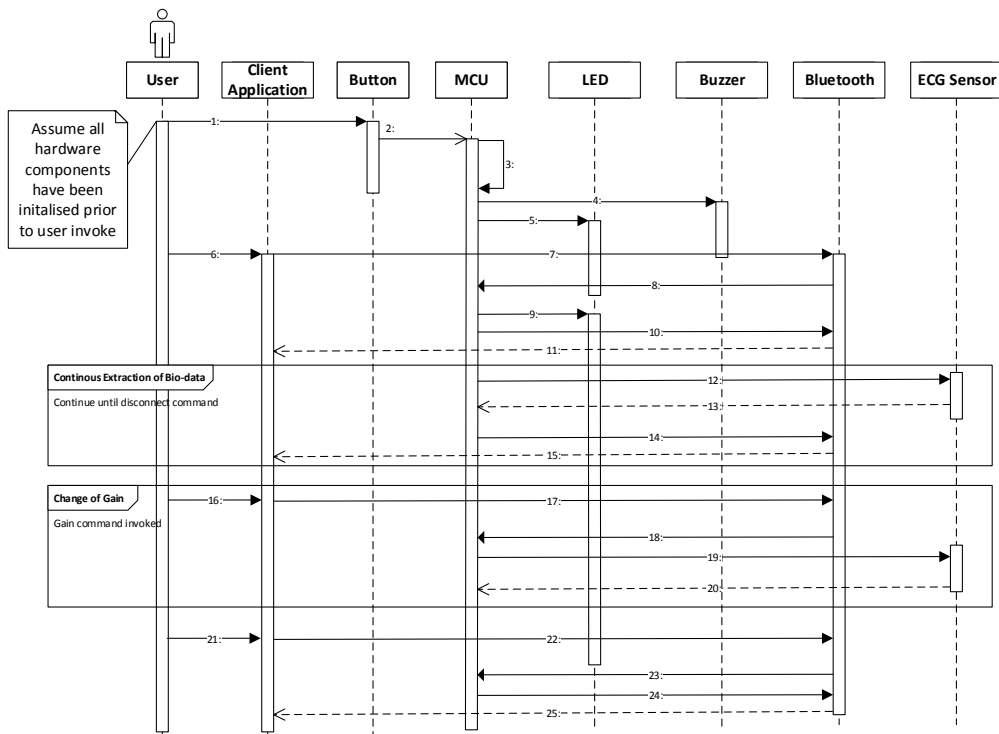 User
Client
Application
Button
MCU
LED
Buzzer
Bluetooth
ECG Sensor
Assume all
hardware
components
have been
initalised prior
to user invoke
1:
2:
3:
4:
5:
6:
7:
8:
9:
10:
11:
Continous Extraction of Bio-data
Continue until disconnect command
12:
13:
14:
15:
Change of Gain
Gain command invoked
16:
17:
18:
19:
20:
21:
22:
23:
24:
25: